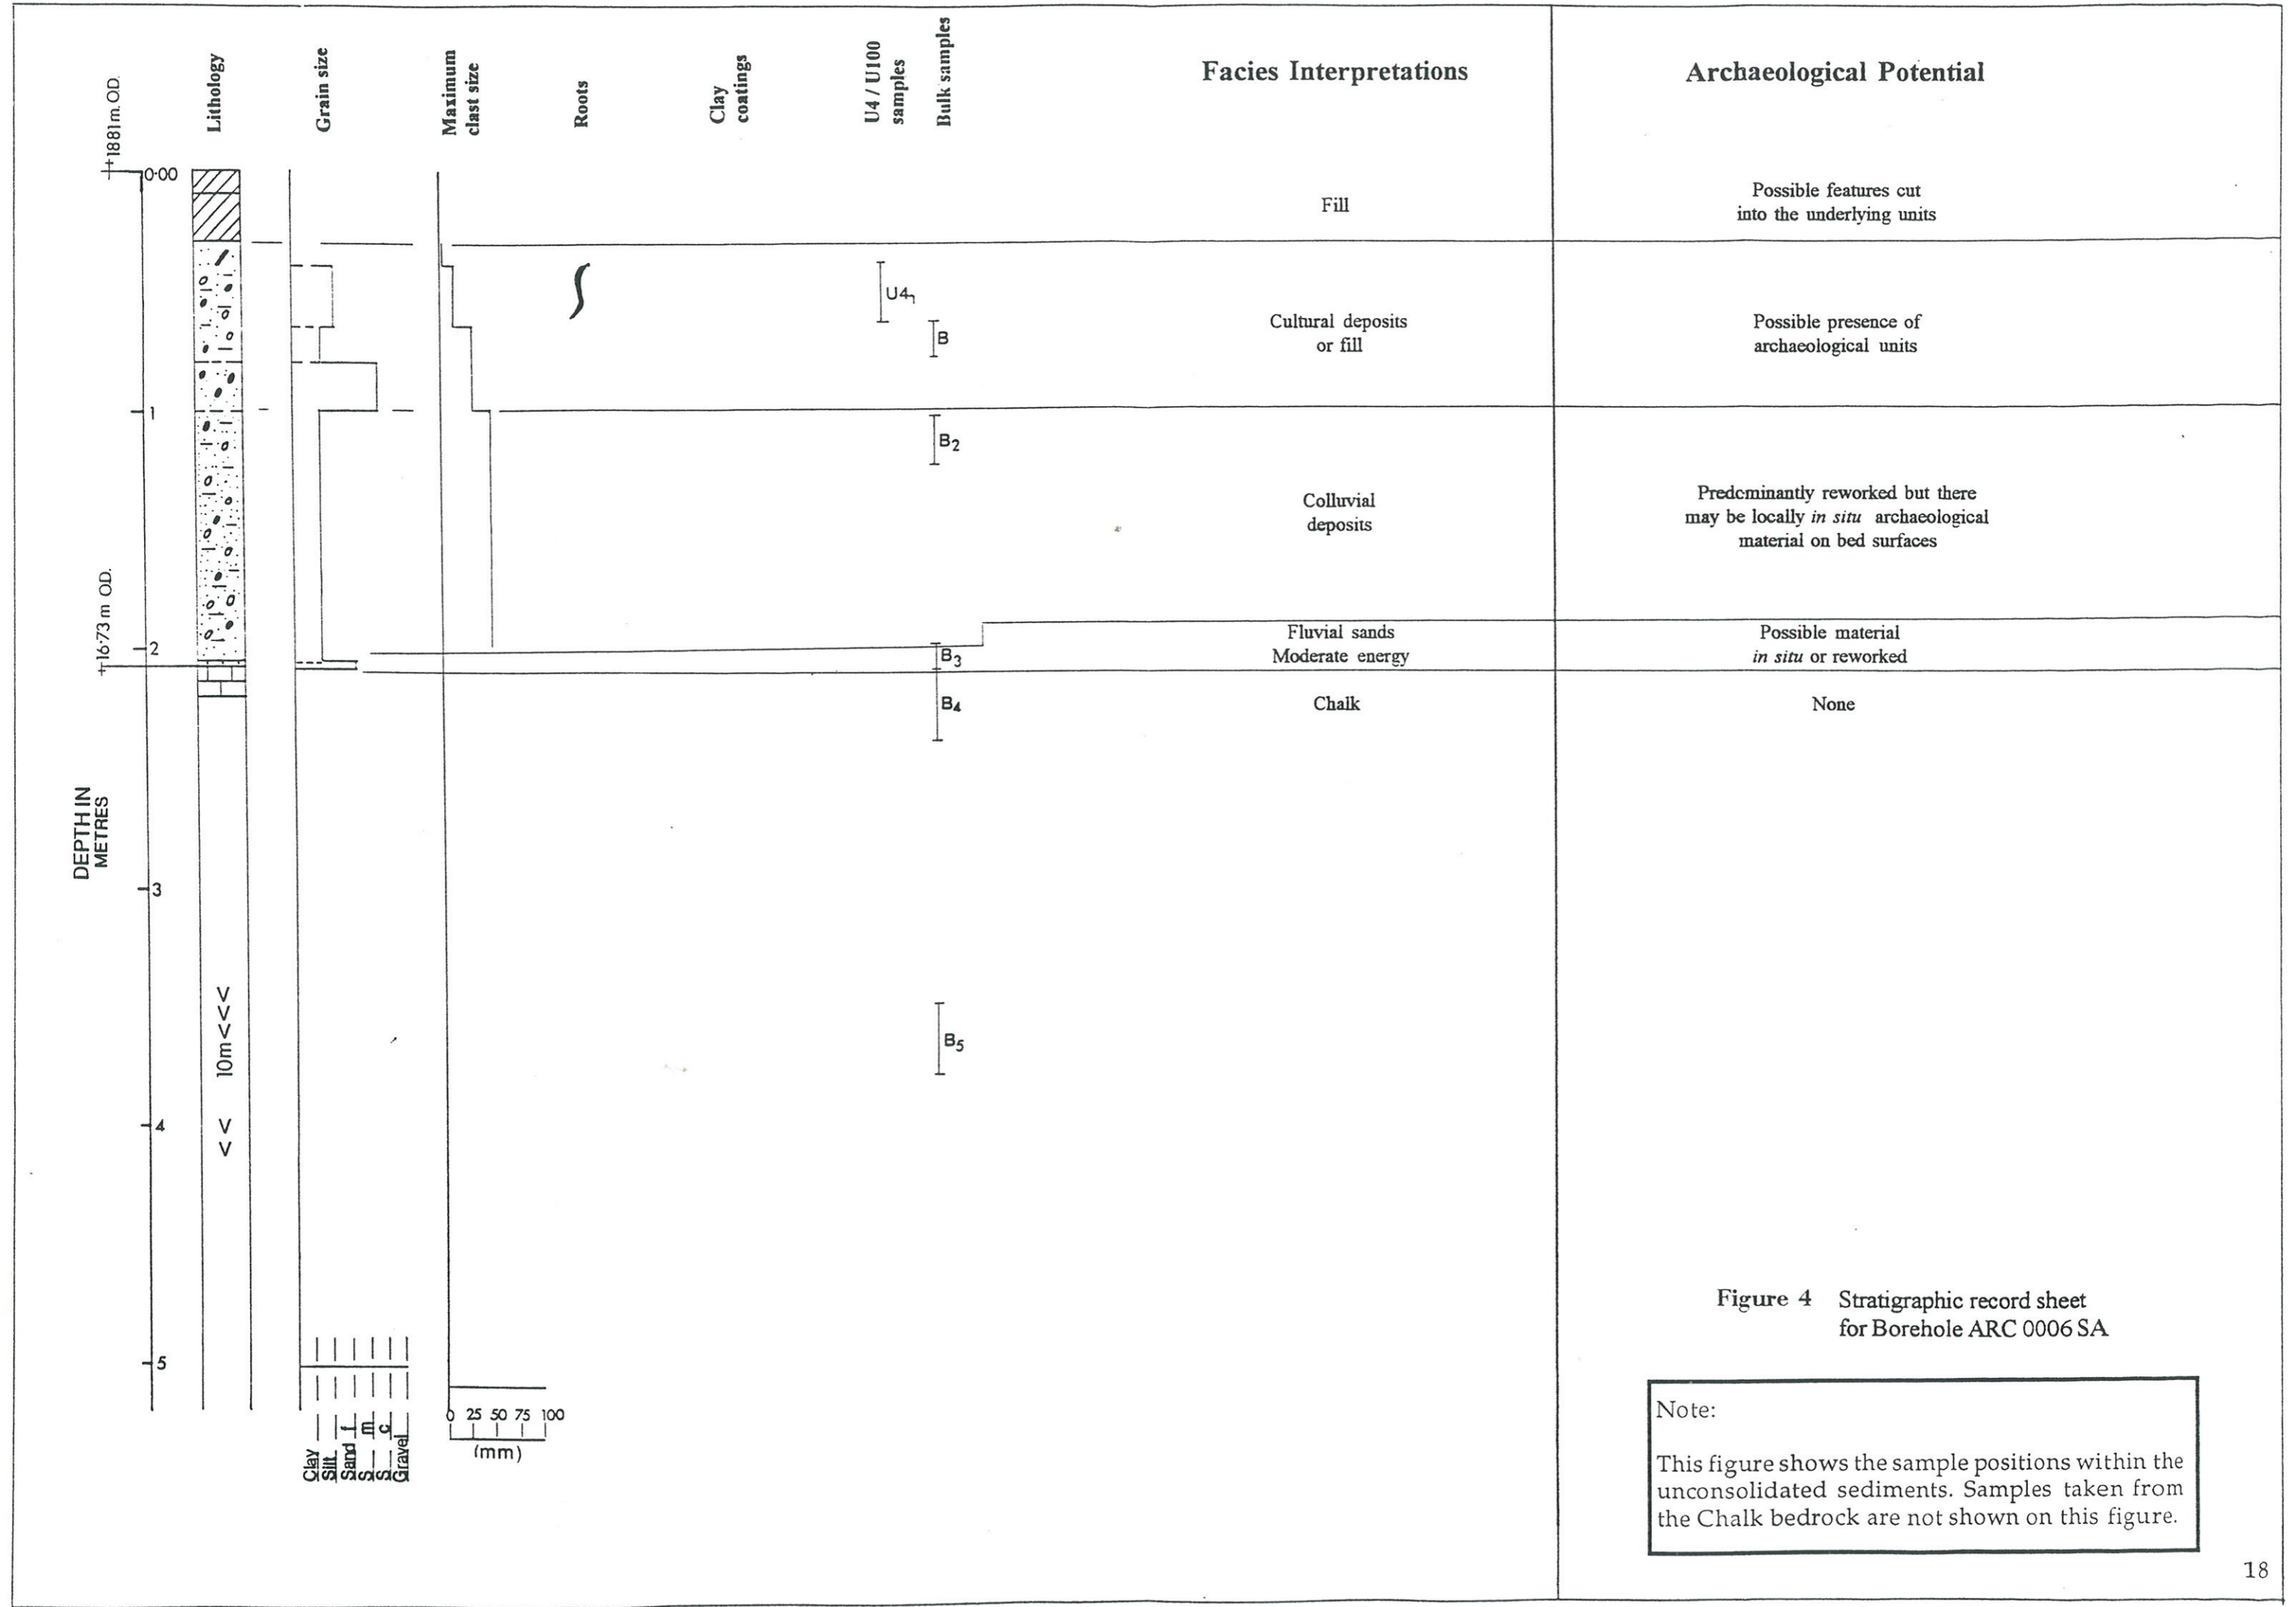 Lithology
Grain size
Maximum
clast size
Roots
Clay
coatings
U4 / U100
samples
Bulk samples
Facies Interpretations
Archaeological Potential
+1881m.OD.
0·00
Fill
Possible features cut
into the underlying units
U4₁
B
Cultural deposits
or fill
Possible presence of
archaeological units
1
B₂
Colluvial
deposits
Predominantly reworked but there
may be locally in situ archaeological
material on bed surfaces
+16·73 m OD.
2
B₃
Fluvial sands
Moderate energy
Possible material
in situ or reworked
B₄
Chalk
None
DEPTH IN
METRES
3
10m
B₅
4
5
Clay
Silt
Sand f
S m
S c
Gravel
0 25 50 75 100
(mm)
Figure 4 Stratigraphic record sheet
for Borehole ARC 0006 SA
Note:
This figure shows the sample positions within the
unconsolidated sediments. Samples taken from
the Chalk bedrock are not shown on this figure.
18